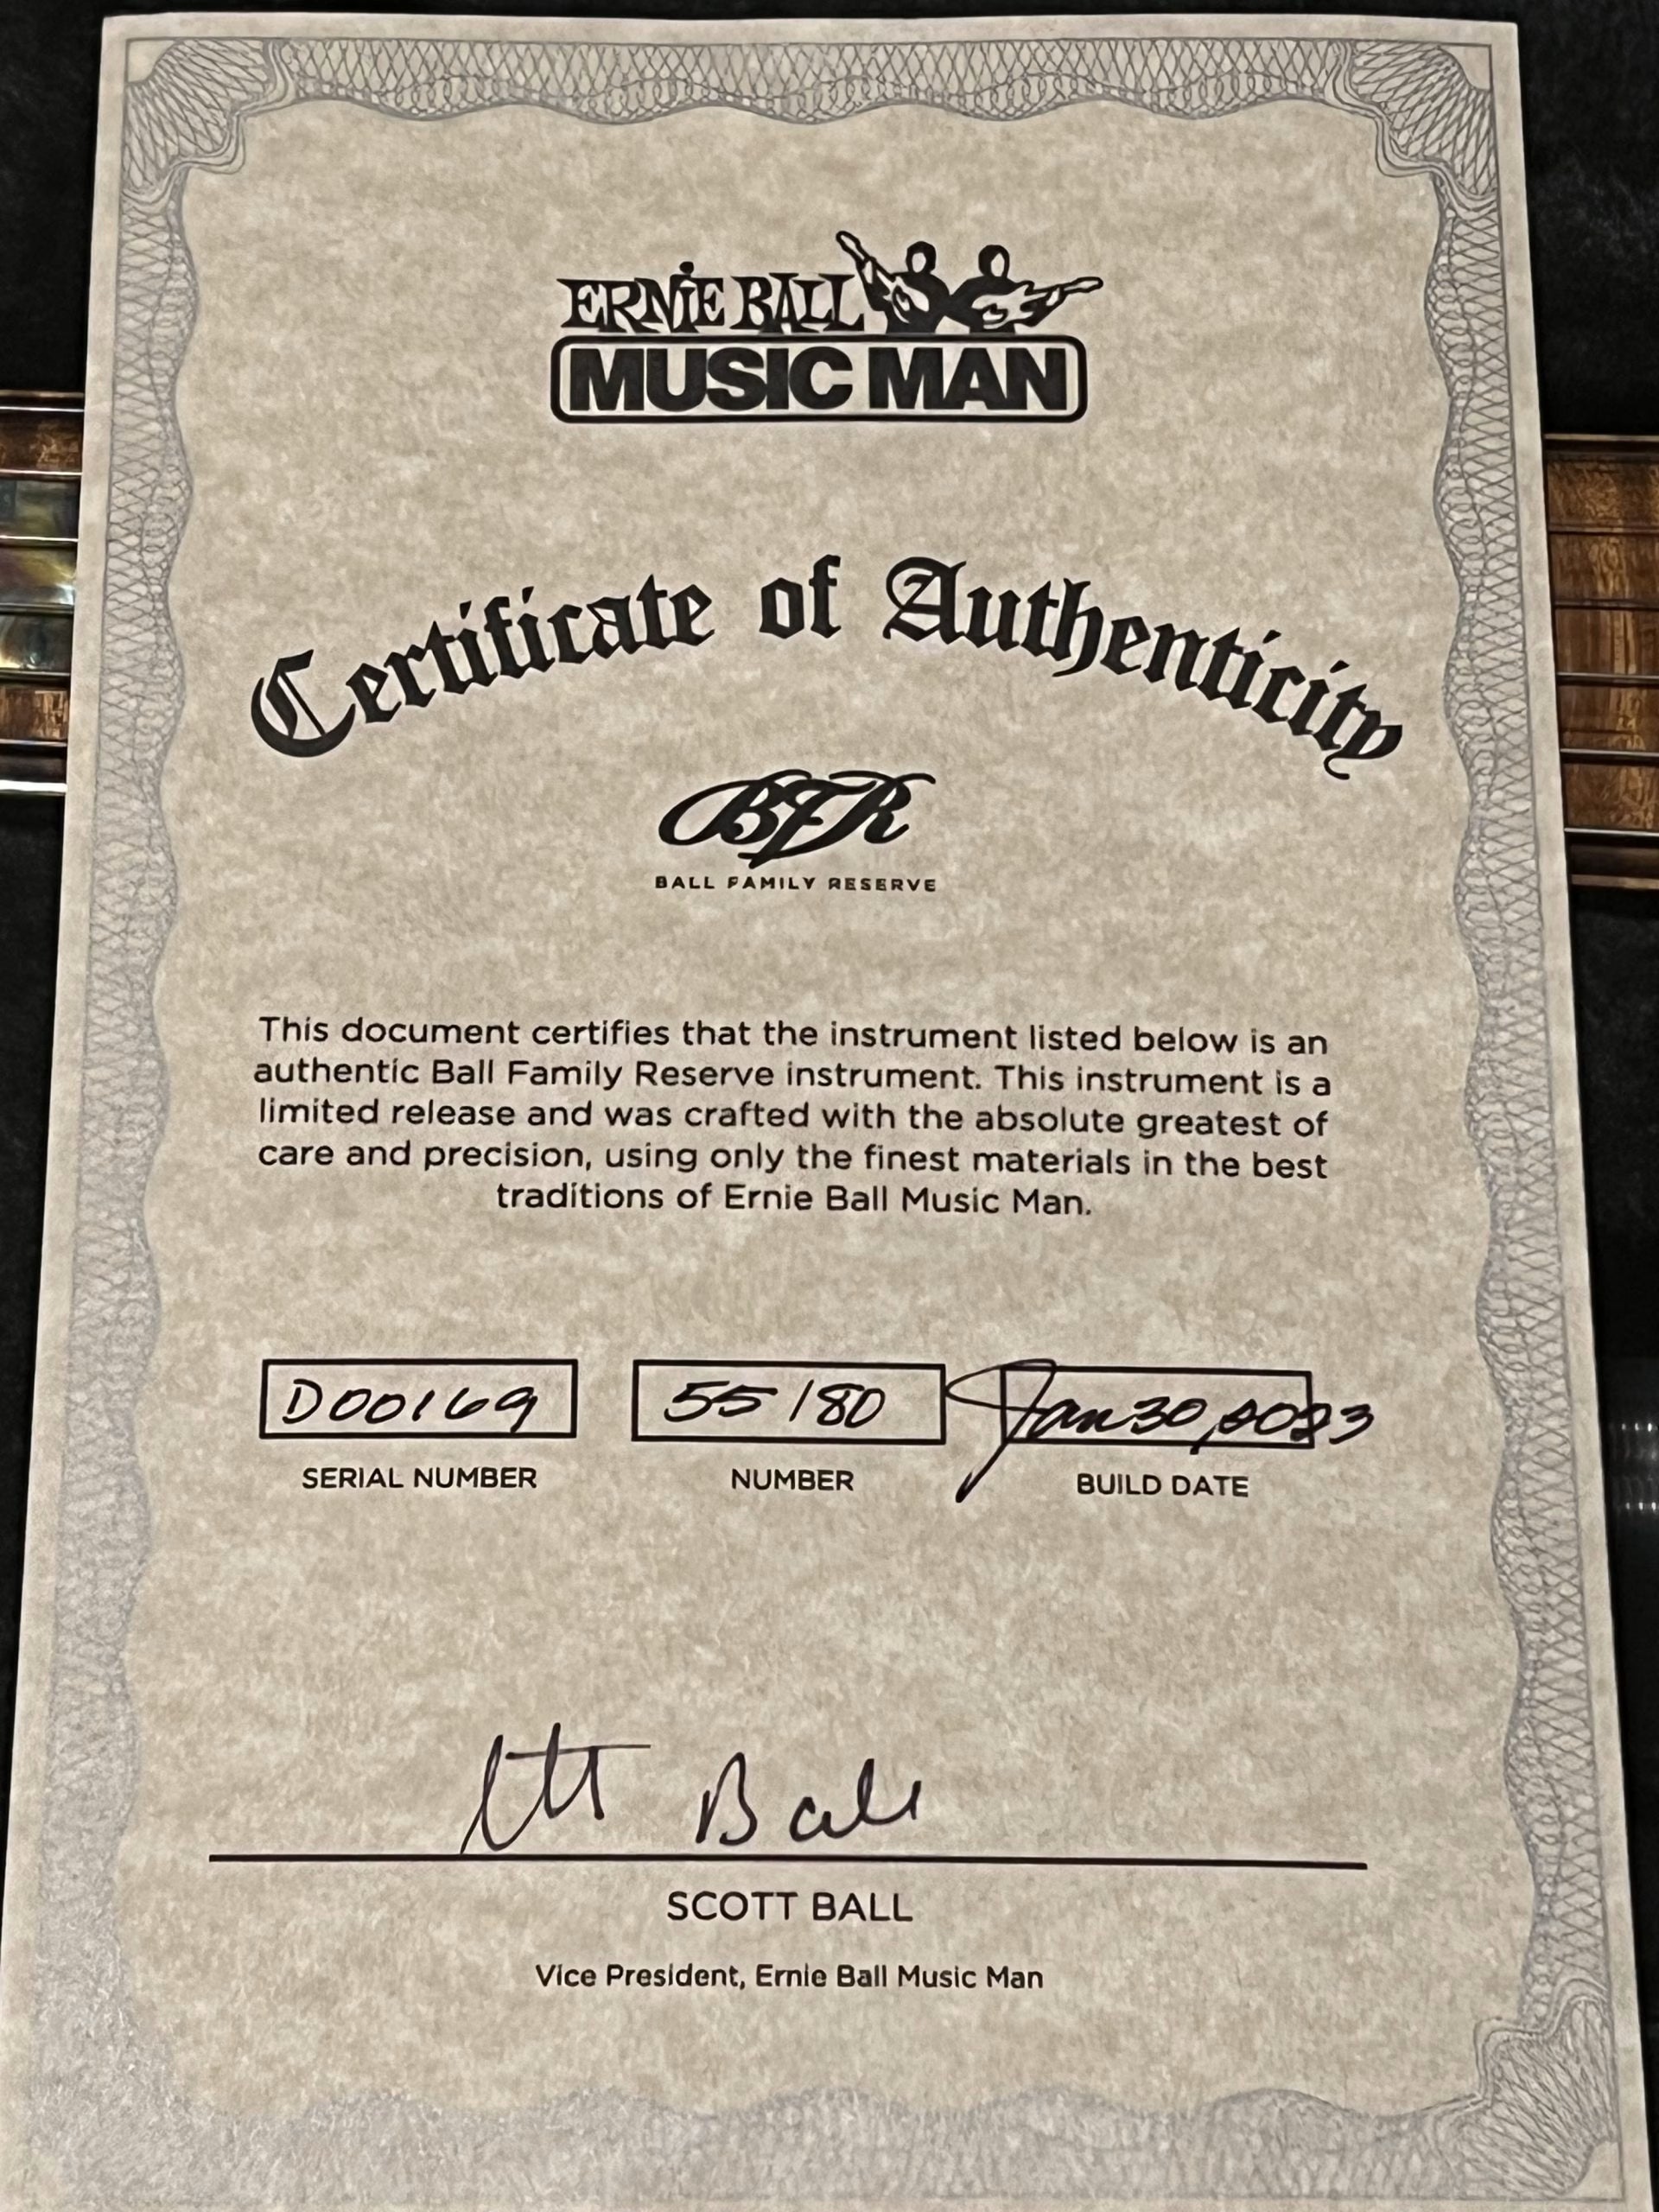 ERNIE BALL
MUSIC MAN
Certificate of Authenticity
BFR
BALL FAMILY RESERVE
This document certifies that the instrument listed below is an
authentic Ball Family Reserve instrument. This instrument is a
limited release and was crafted with the absolute greatest of
care and precision, using only the finest materials in the best
traditions of Ernie Ball Music Man.
D00169 55/80 Jan 30, 2023
SERIAL NUMBER NUMBER BUILD DATE
Scott Ball
SCOTT BALL
Vice President, Ernie Ball Music Man